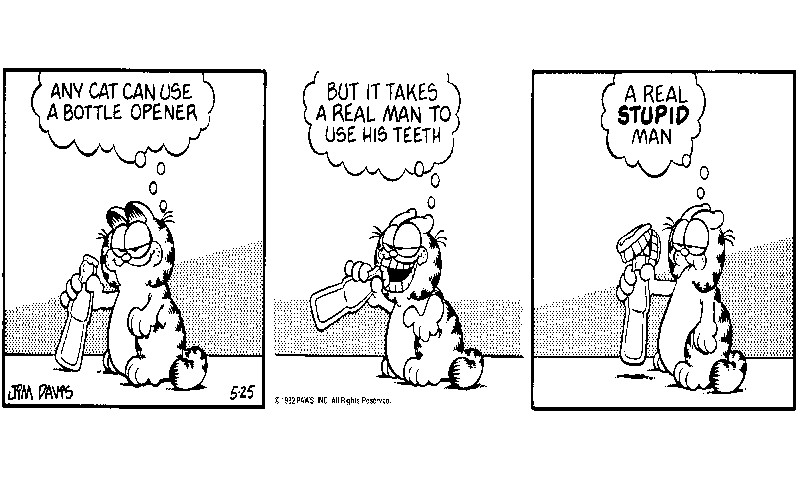 ANY CAT CAN USE
A BOTTLE OPENER
BUT IT TAKES
A REAL MAN TO
USE HIS TEETH
A REAL
STUPID
MAN
JIM DAVIS
5-25
© 1982 PAWS, INC. All Rights Reserved.